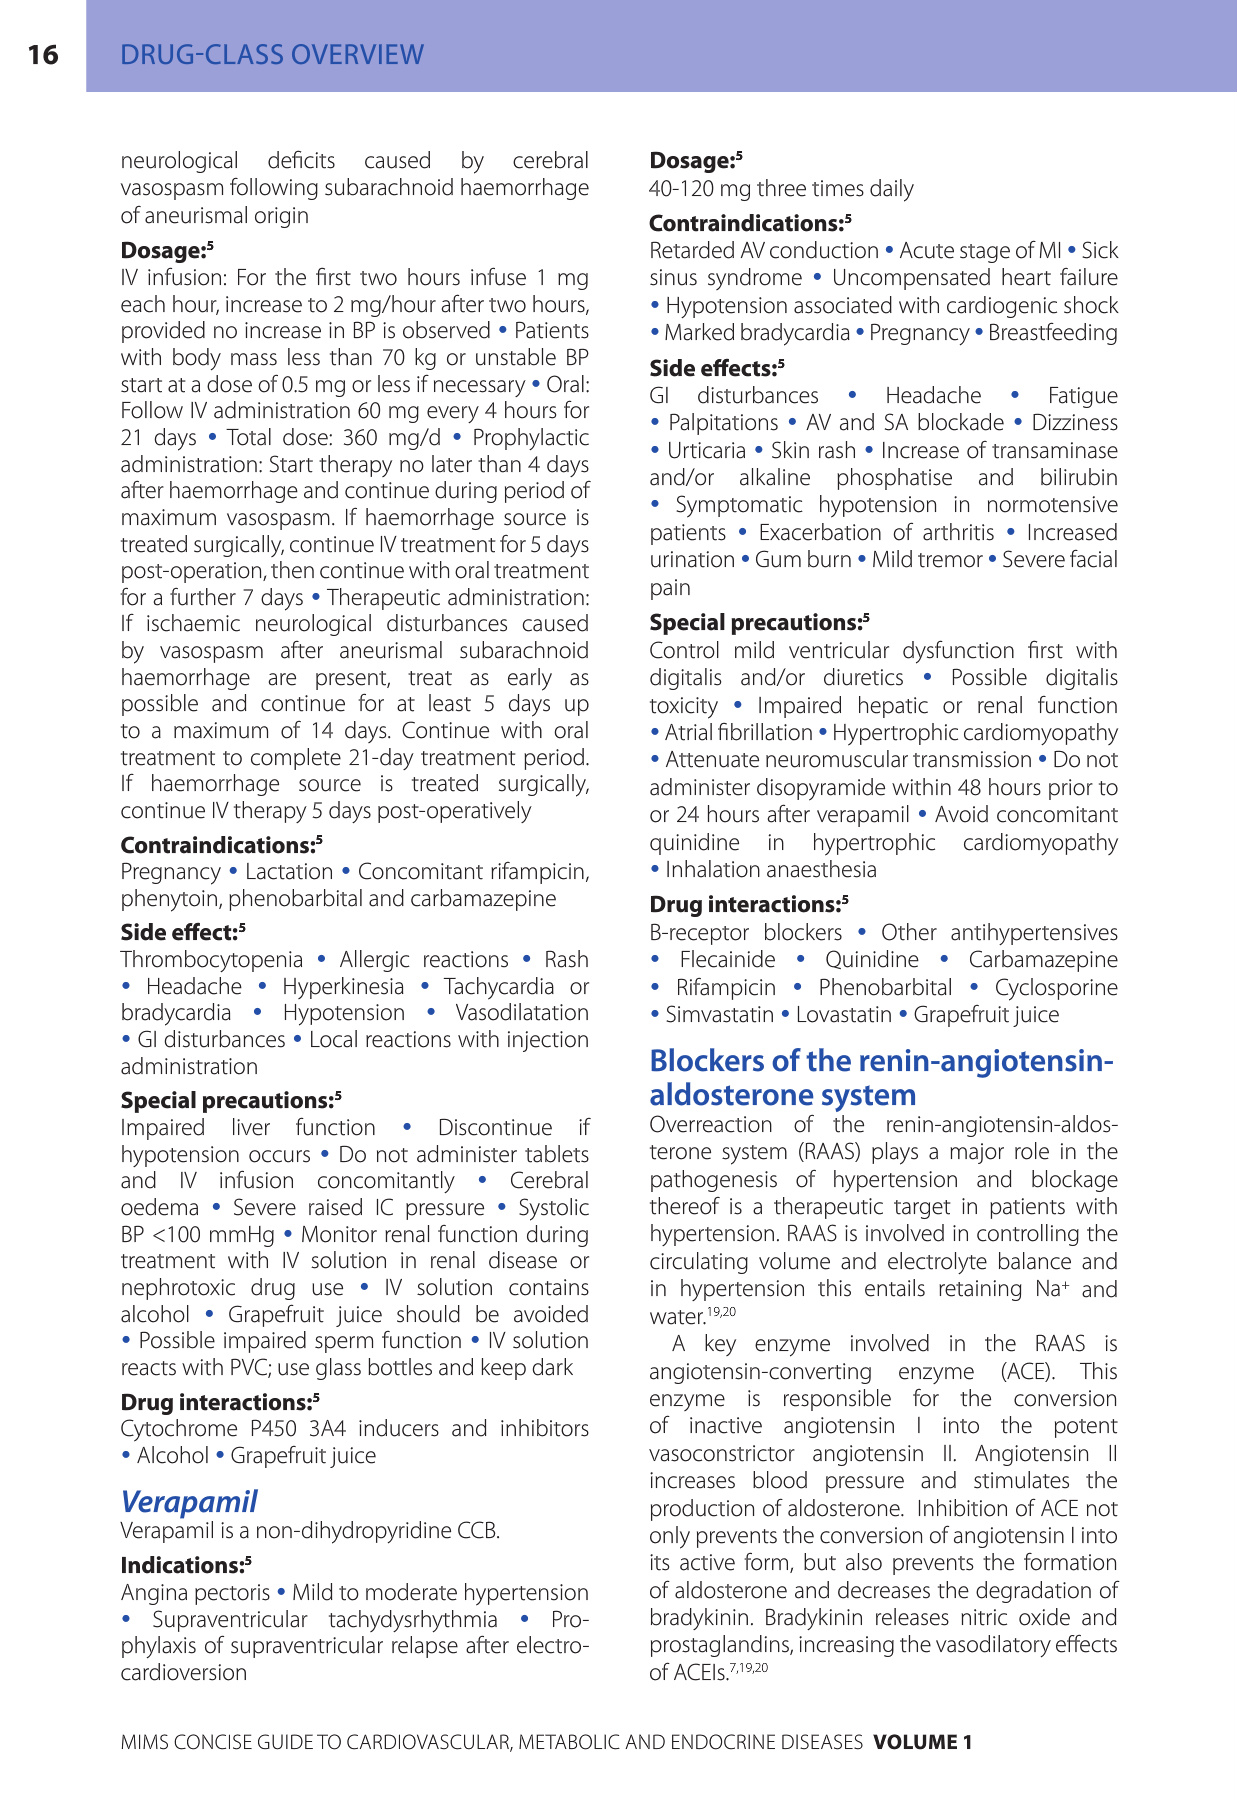 16
DRUG-CLASS OVERVIEW
neurological deficits caused by cerebral
vasospasm following subarachnoid haemorrhage
of aneurismal origin
Dosage:5
IV infusion: For the first two hours infuse 1 mg
each hour, increase to 2 mg/hour after two hours,
provided no increase in BP is observed • Patients
with body mass less than 70 kg or unstable BP
start at a dose of 0.5 mg or less if necessary • Oral:
Follow IV administration 60 mg every 4 hours for
21 days • Total dose: 360 mg/d • Prophylactic
administration: Start therapy no later than 4 days
after haemorrhage and continue during period of
maximum vasospasm. If haemorrhage source is
treated surgically, continue IV treatment for 5 days
post-operation, then continue with oral treatment
for a further 7 days • Therapeutic administration:
If ischaemic neurological disturbances caused
by vasospasm after aneurismal subarachnoid
haemorrhage are present, treat as early as
possible and continue for at least 5 days up
to a maximum of 14 days. Continue with oral
treatment to complete 21-day treatment period.
If haemorrhage source is treated surgically,
continue IV therapy 5 days post-operatively
Contraindications:5
Pregnancy • Lactation • Concomitant rifampicin,
phenytoin, phenobarbital and carbamazepine
Side effect:5
Thrombocytopenia • Allergic reactions • Rash
• Headache • Hyperkinesia • Tachycardia or
bradycardia • Hypotension • Vasodilatation
• GI disturbances • Local reactions with injection
administration
Special precautions:5
Impaired liver function • Discontinue if
hypotension occurs • Do not administer tablets
and IV infusion concomitantly • Cerebral
oedema • Severe raised IC pressure • Systolic
BP <100 mmHg • Monitor renal function during
treatment with IV solution in renal disease or
nephrotoxic drug use • IV solution contains
alcohol • Grapefruit juice should be avoided
• Possible impaired sperm function • IV solution
reacts with PVC; use glass bottles and keep dark
Drug interactions:5
Cytochrome P450 3A4 inducers and inhibitors
• Alcohol • Grapefruit juice
Verapamil
Verapamil is a non-dihydropyridine CCB.
Indications:5
Angina pectoris • Mild to moderate hypertension
• Supraventricular tachydysrhythmia • Pro-
phylaxis of supraventricular relapse after electro-
cardioversion
Dosage:5
40-120 mg three times daily
Contraindications:5
Retarded AV conduction • Acute stage of MI • Sick
sinus syndrome • Uncompensated heart failure
• Hypotension associated with cardiogenic shock
• Marked bradycardia • Pregnancy • Breastfeeding
Side effects:5
GI disturbances • Headache • Fatigue
• Palpitations • AV and SA blockade • Dizziness
• Urticaria • Skin rash • Increase of transaminase
and/or alkaline phosphatise and bilirubin
• Symptomatic hypotension in normotensive
patients • Exacerbation of arthritis • Increased
urination • Gum burn • Mild tremor • Severe facial
pain
Special precautions:5
Control mild ventricular dysfunction first with
digitalis and/or diuretics • Possible digitalis
toxicity • Impaired hepatic or renal function
• Atrial fibrillation • Hypertrophic cardiomyopathy
• Attenuate neuromuscular transmission • Do not
administer disopyramide within 48 hours prior to
or 24 hours after verapamil • Avoid concomitant
quinidine in hypertrophic cardiomyopathy
• Inhalation anaesthesia
Drug interactions:5
B-receptor blockers • Other antihypertensives
• Flecainide • Quinidine • Carbamazepine
• Rifampicin • Phenobarbital • Cyclosporine
• Simvastatin • Lovastatin • Grapefruit juice
Blockers of the renin-angiotensin-
aldosterone system
Overreaction of the renin-angiotensin-aldos-
terone system (RAAS) plays a major role in the
pathogenesis of hypertension and blockage
thereof is a therapeutic target in patients with
hypertension. RAAS is involved in controlling the
circulating volume and electrolyte balance and
in hypertension this entails retaining Na+ and
water.19,20
A key enzyme involved in the RAAS is
angiotensin-converting enzyme (ACE). This
enzyme is responsible for the conversion
of inactive angiotensin I into the potent
vasoconstrictor angiotensin II. Angiotensin II
increases blood pressure and stimulates the
production of aldosterone. Inhibition of ACE not
only prevents the conversion of angiotensin I into
its active form, but also prevents the formation
of aldosterone and decreases the degradation of
bradykinin. Bradykinin releases nitric oxide and
prostaglandins, increasing the vasodilatory effects
of ACEIs.7,19,20
MIMS CONCISE GUIDE TO CARDIOVASCULAR, METABOLIC AND ENDOCRINE DISEASES VOLUME 1